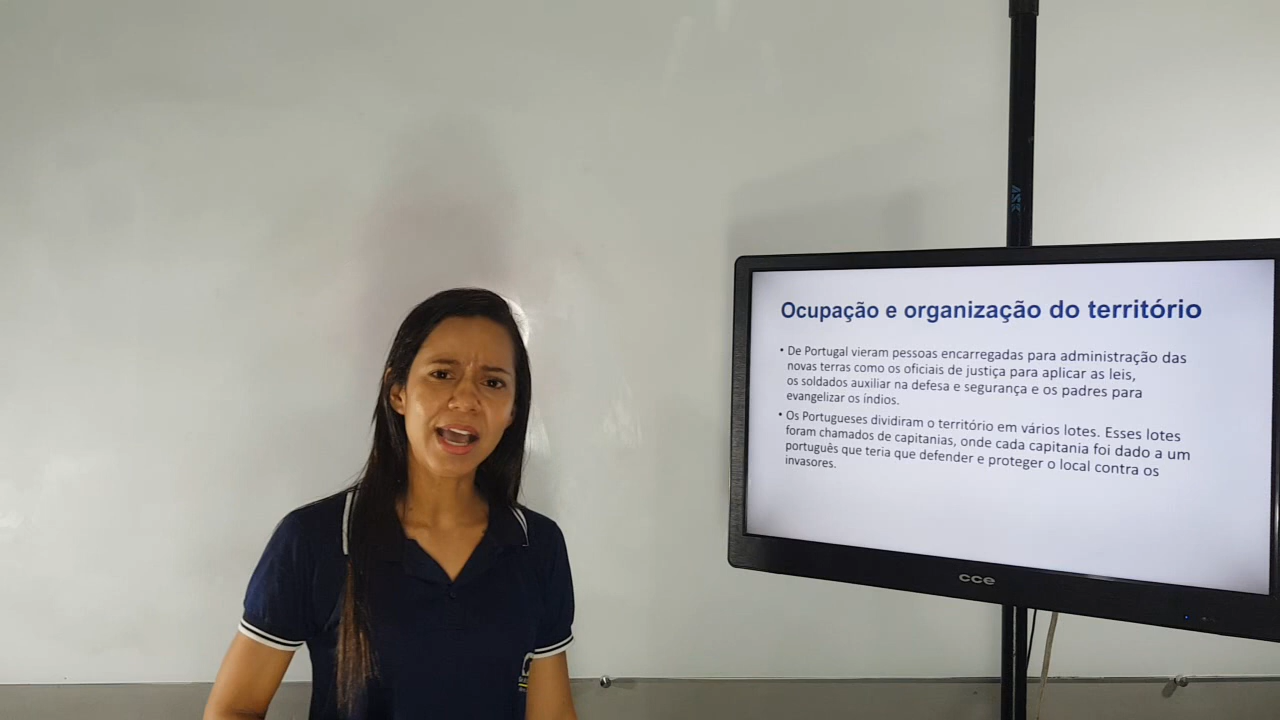 ASK
Ocupação e organização do território
• De Portugal vieram pessoas encarregadas para administração das
novas terras como os oficiais de justiça para aplicar as leis,
os soldados auxiliar na defesa e segurança e os padres para
evangelizar os índios.
• Os Portugueses dividiram o território em vários lotes. Esses lotes
foram chamados de capitanias, onde cada capitania foi dado a um
português que teria que defender e proteger o local contra os
invasores.
cce